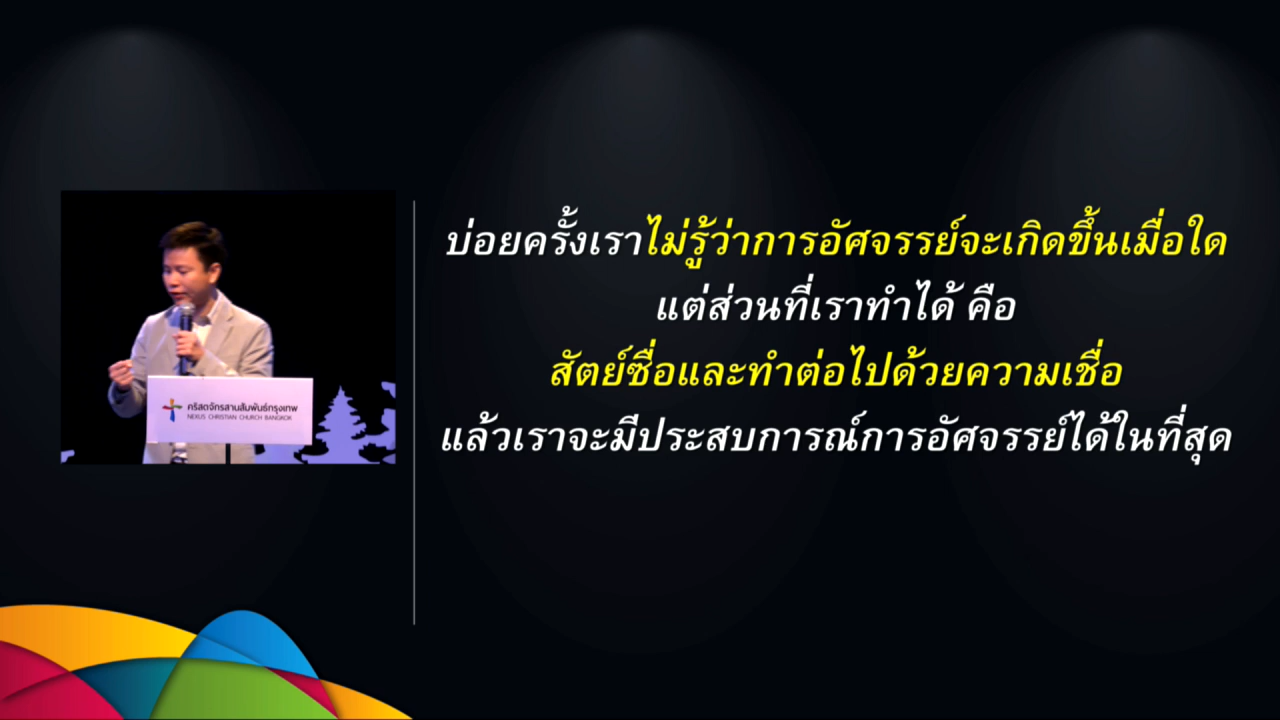 บ่อยครั้งเราไม่รู้ว่าการอัศจรรย์จะเกิดขึ้นเมื่อใด
แต่ส่วนที่เราทำได้ คือ
สัตย์ซื่อและทำต่อไปด้วยความเชื่อ
แล้วเราจะมีประสบการณ์การอัศจรรย์ได้ในที่สุด
คริสตจักรสานสัมพันธ์กรุงเทพ
NEXUS CHRISTIAN CHURCH BANGKOK